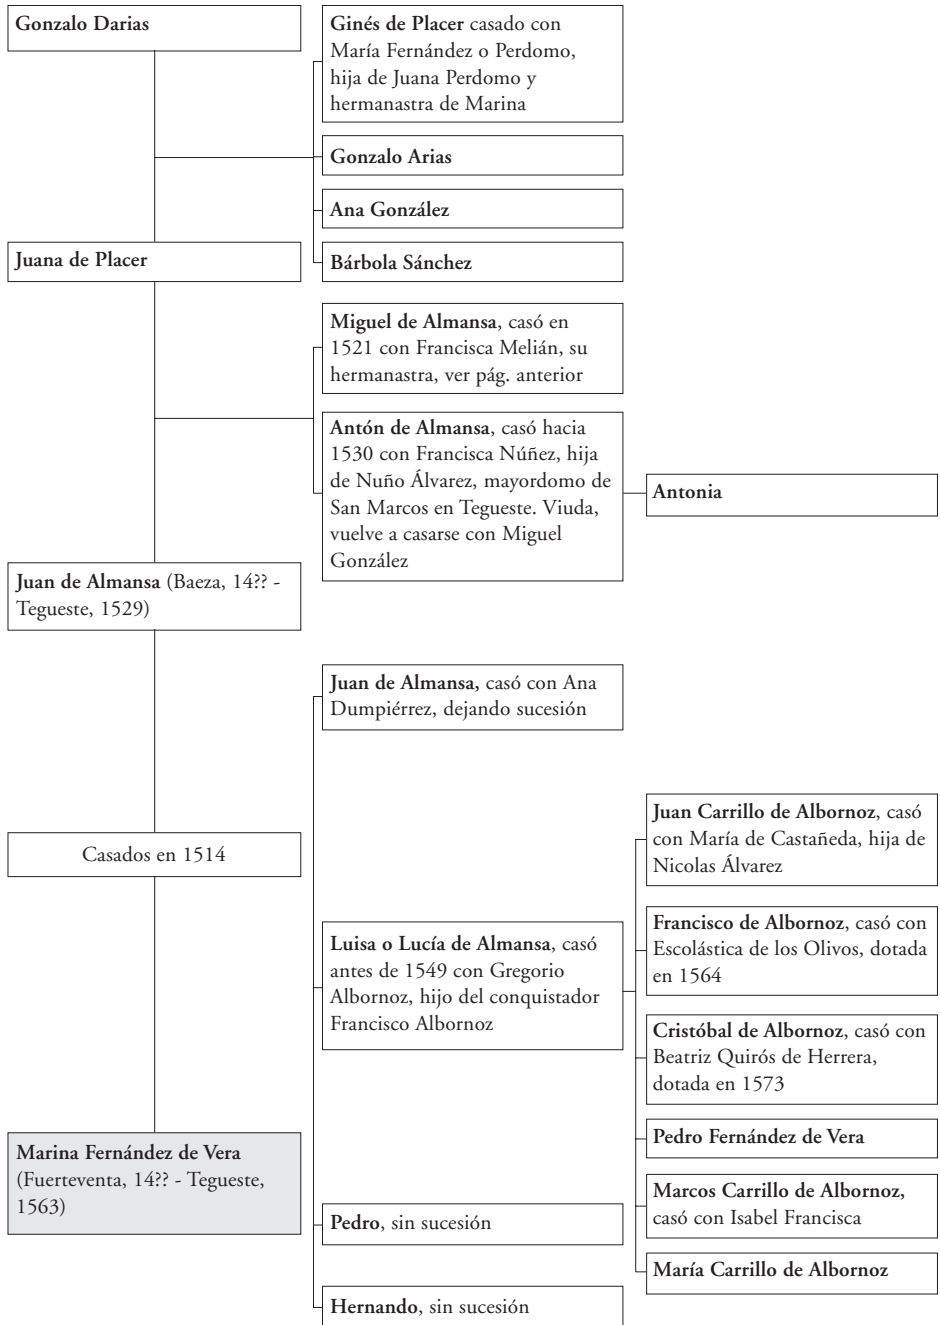 Gonzalo Darias
Ginés de Placer casado con
María Fernández o Perdomo,
hija de Juana Perdomo y
hermanastra de Marina
Gonzalo Arias
Ana González
Juana de Placer
Bárbola Sánchez
Miguel de Almansa, casó en
1521 con Francisca Melián, su
hermanastra, ver pág. anterior
Antón de Almansa, casó hacia
1530 con Francisca Núñez, hija
de Nuño Álvarez, mayordomo de
San Marcos en Tegueste. Viuda,
vuelve a casarse con Miguel
González
Antonia
Juan de Almansa (Baeza, 14?? -
Tegueste, 1529)
Juan de Almansa, casó con Ana
Dumpiérrez, dejando sucesión
Casados en 1514
Luisa o Lucía de Almansa, casó
antes de 1549 con Gregorio
Albornoz, hijo del conquistador
Francisco Albornoz
Juan Carrillo de Albornoz, casó
con María de Castañeda, hija de
Nicolas Álvarez
Francisco de Albornoz, casó con
Escolástica de los Olivos, dotada
en 1564
Cristóbal de Albornoz, casó con
Beatriz Quirós de Herrera,
dotada en 1573
Pedro Fernández de Vera
Marcos Carrillo de Albornoz,
casó con Isabel Francisca
María Carrillo de Albornoz
Marina Fernández de Vera
(Fuerteventa, 14?? - Tegueste,
1563)
Pedro, sin sucesión
Hernando, sin sucesión